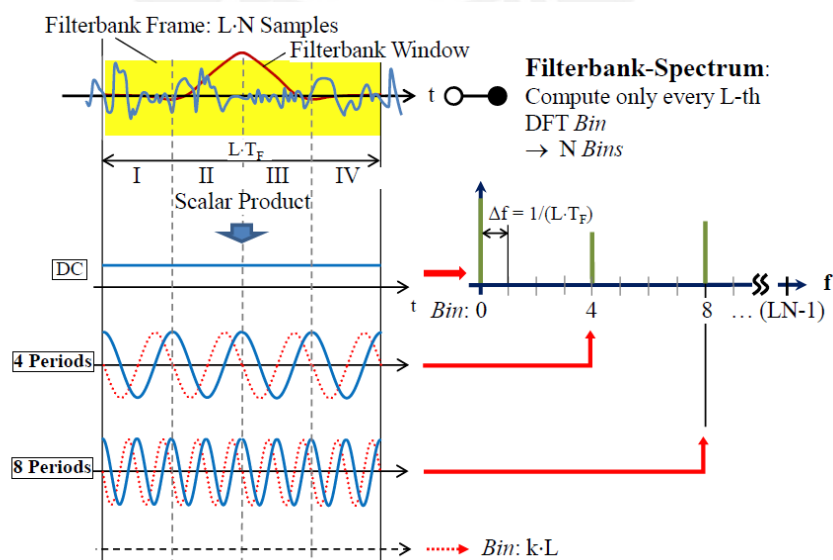 Filterbank Frame: L·N Samples
Filterbank Window
t
Filterbank-Spectrum:
Compute only every L-th
DFT Bin
→ N Bins
L·T_F
I II III IV
Scalar Product
Δf = 1/(L·T_F)
DC
t
f
Bin: 0 4 8 … (LN-1)
4 Periods
8 Periods
Bin: k·L